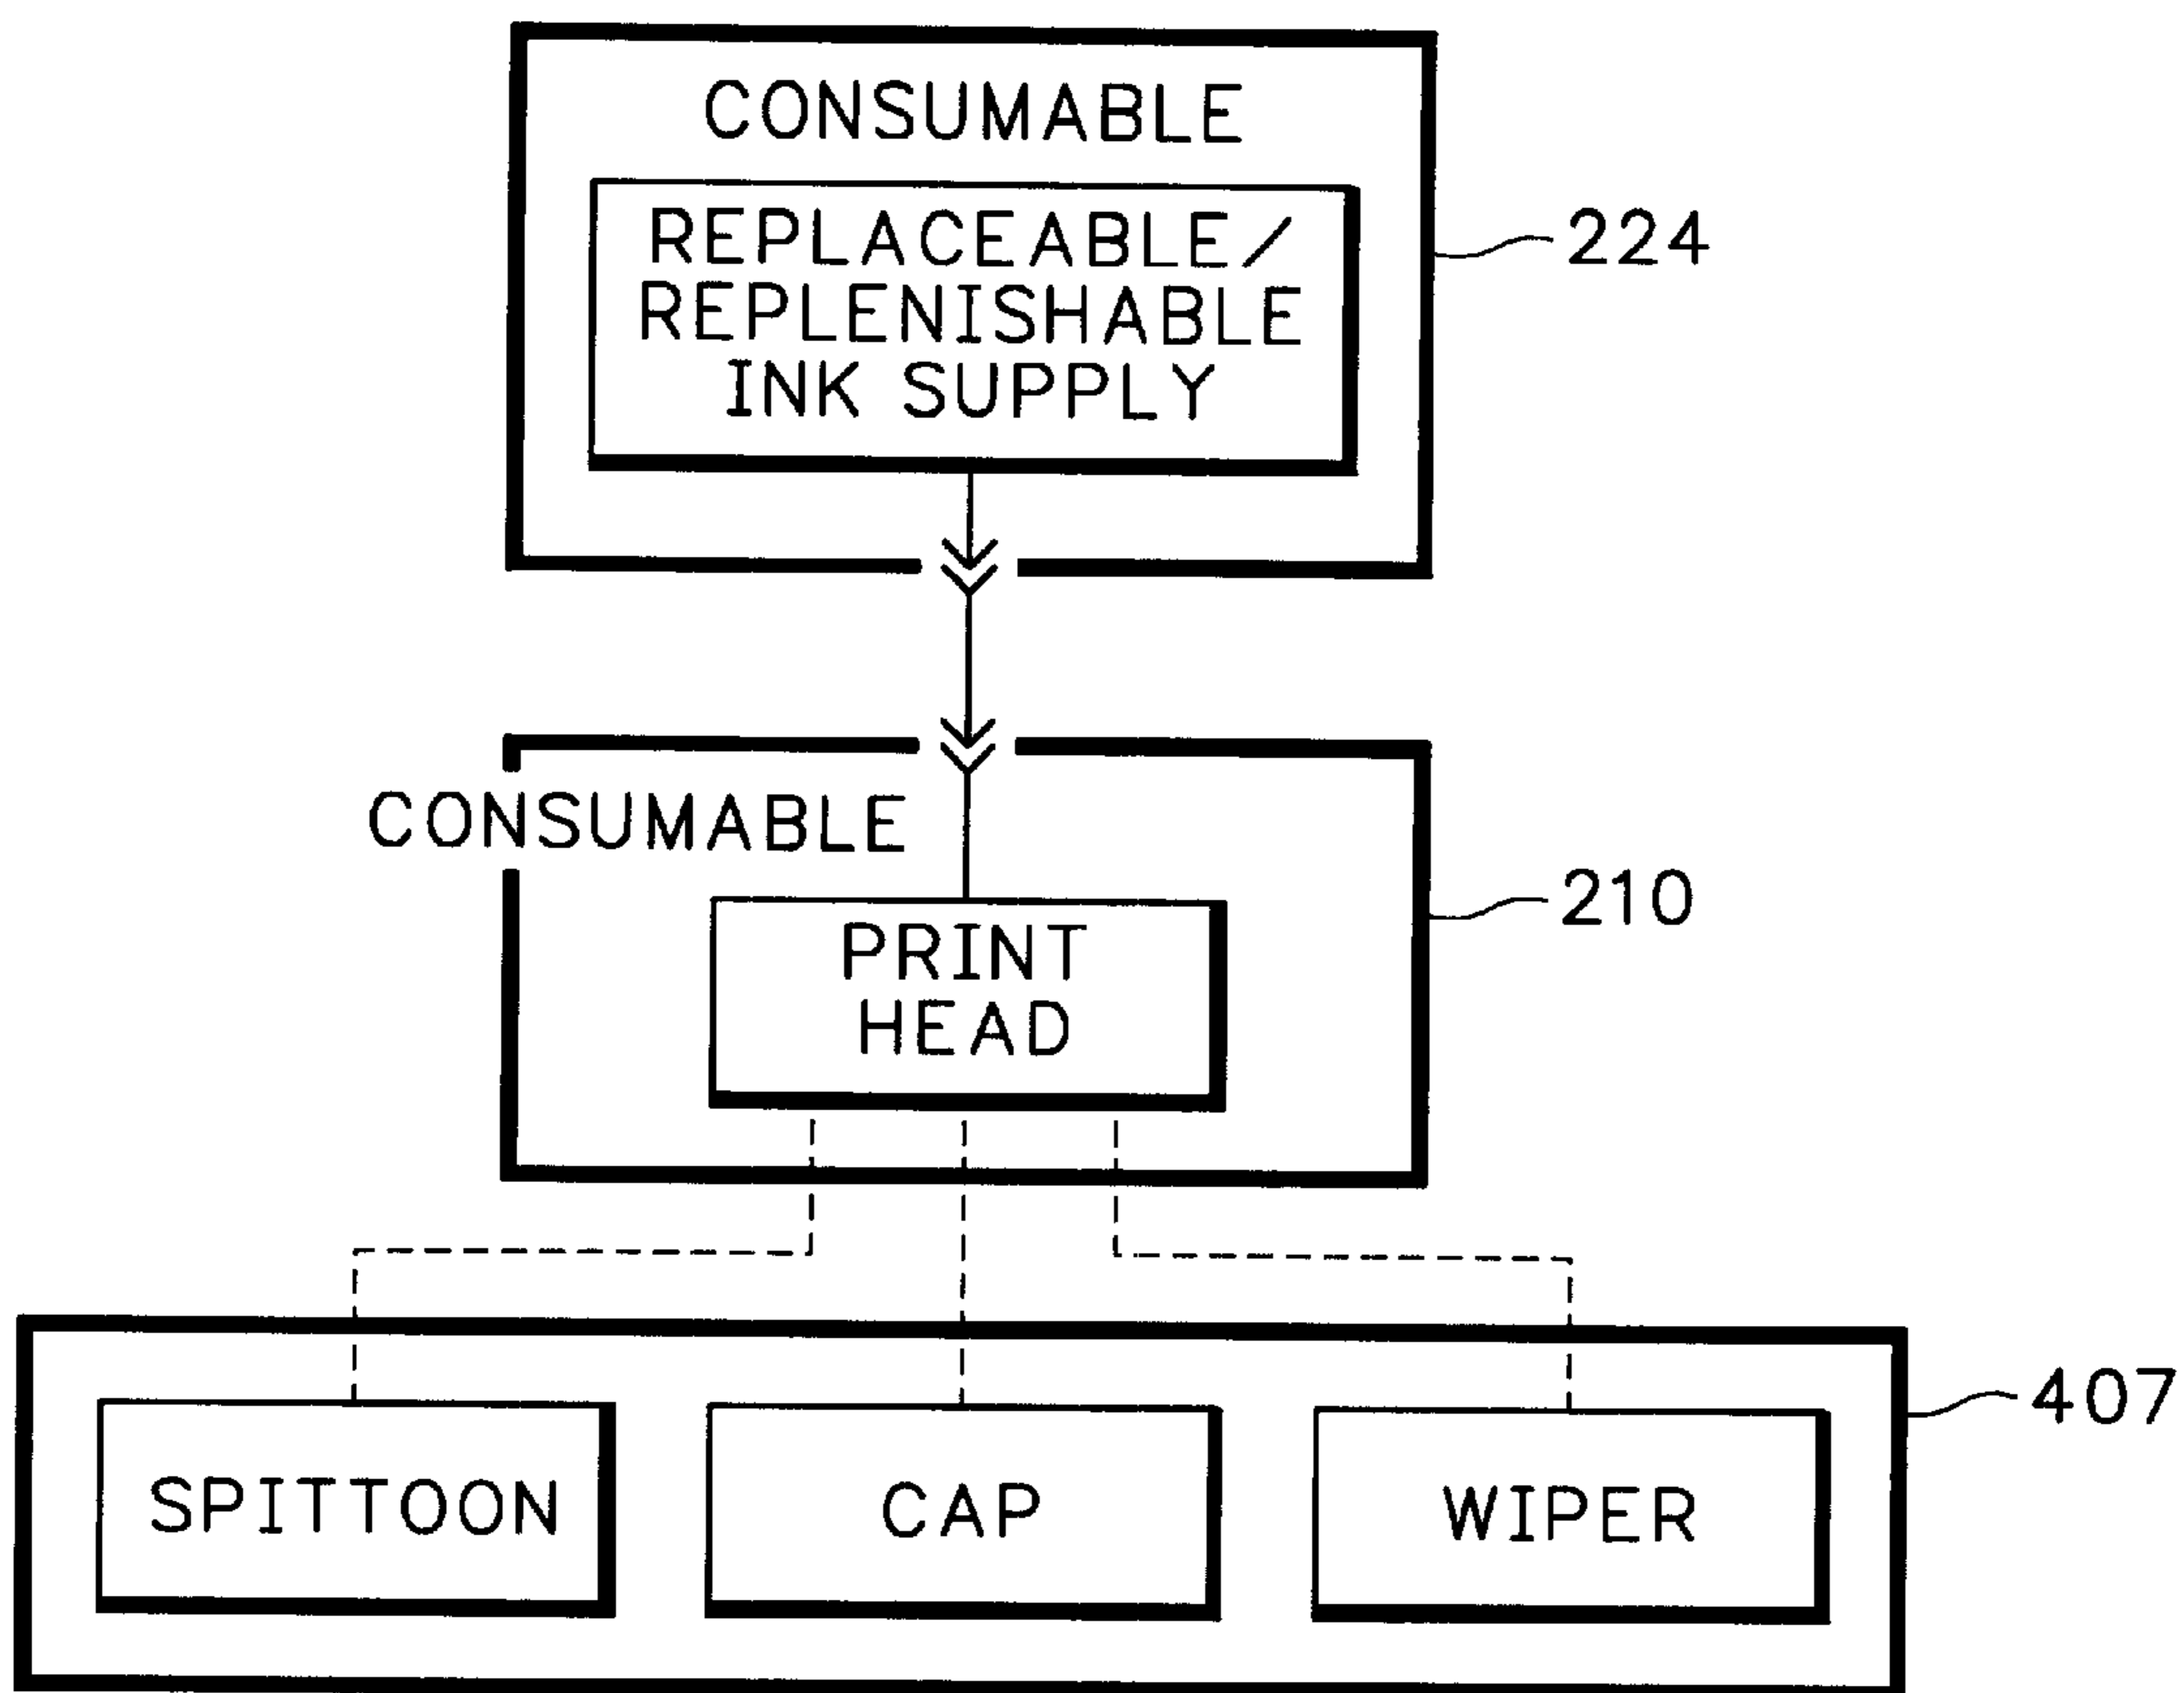 CONSUMABLE
REPLACEABLE/
REPLENISHABLE
INK SUPPLY
224
CONSUMABLE
210
PRINT
HEAD
407
SPITTOON
CAP
WIPER